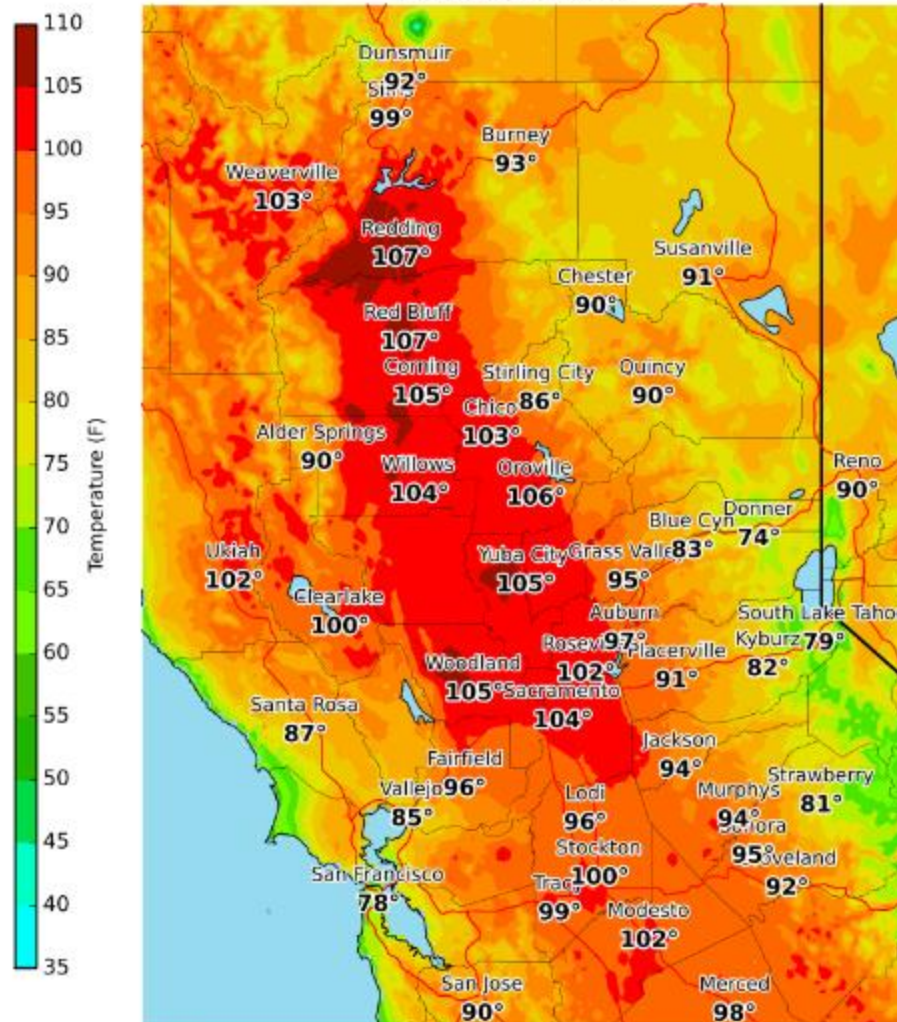 110
105
100
95
90
85
80
75
70
65
60
55
50
45
40
35
Temperature (F)
Dunsmuir
92°
99°
Burney
93°
Weaverville
103°
Redding
107°
Susanville
91°
Chester
90°
Red Bluff
107°
Corning
105°
Stirling City
86°
Quincy
90°
Chico
103°
Alder Springs
90°
Willows
104°
Oroville
106°
Reno
90°
Donner
74°
Blue Cyn
83°
Ukiah
102°
Yuba City
105°
Grass Valle
95°
Clearlake
100°
Auburn
97°
South Lake Taho
79°
Kyburz
82°
Rosevi
102°
Placerville
91°
Woodland
105°
Sacramento
104°
Santa Rosa
87°
Jackson
94°
Fairfield
96°
Vallejo
85°
Lodi
96°
Murphys
94°
Strawberry
81°
95°
Stockton
100°
oveland
92°
San Francisco
78°
Trac
99°
Modesto
102°
San Jose
90°
Merced
98°